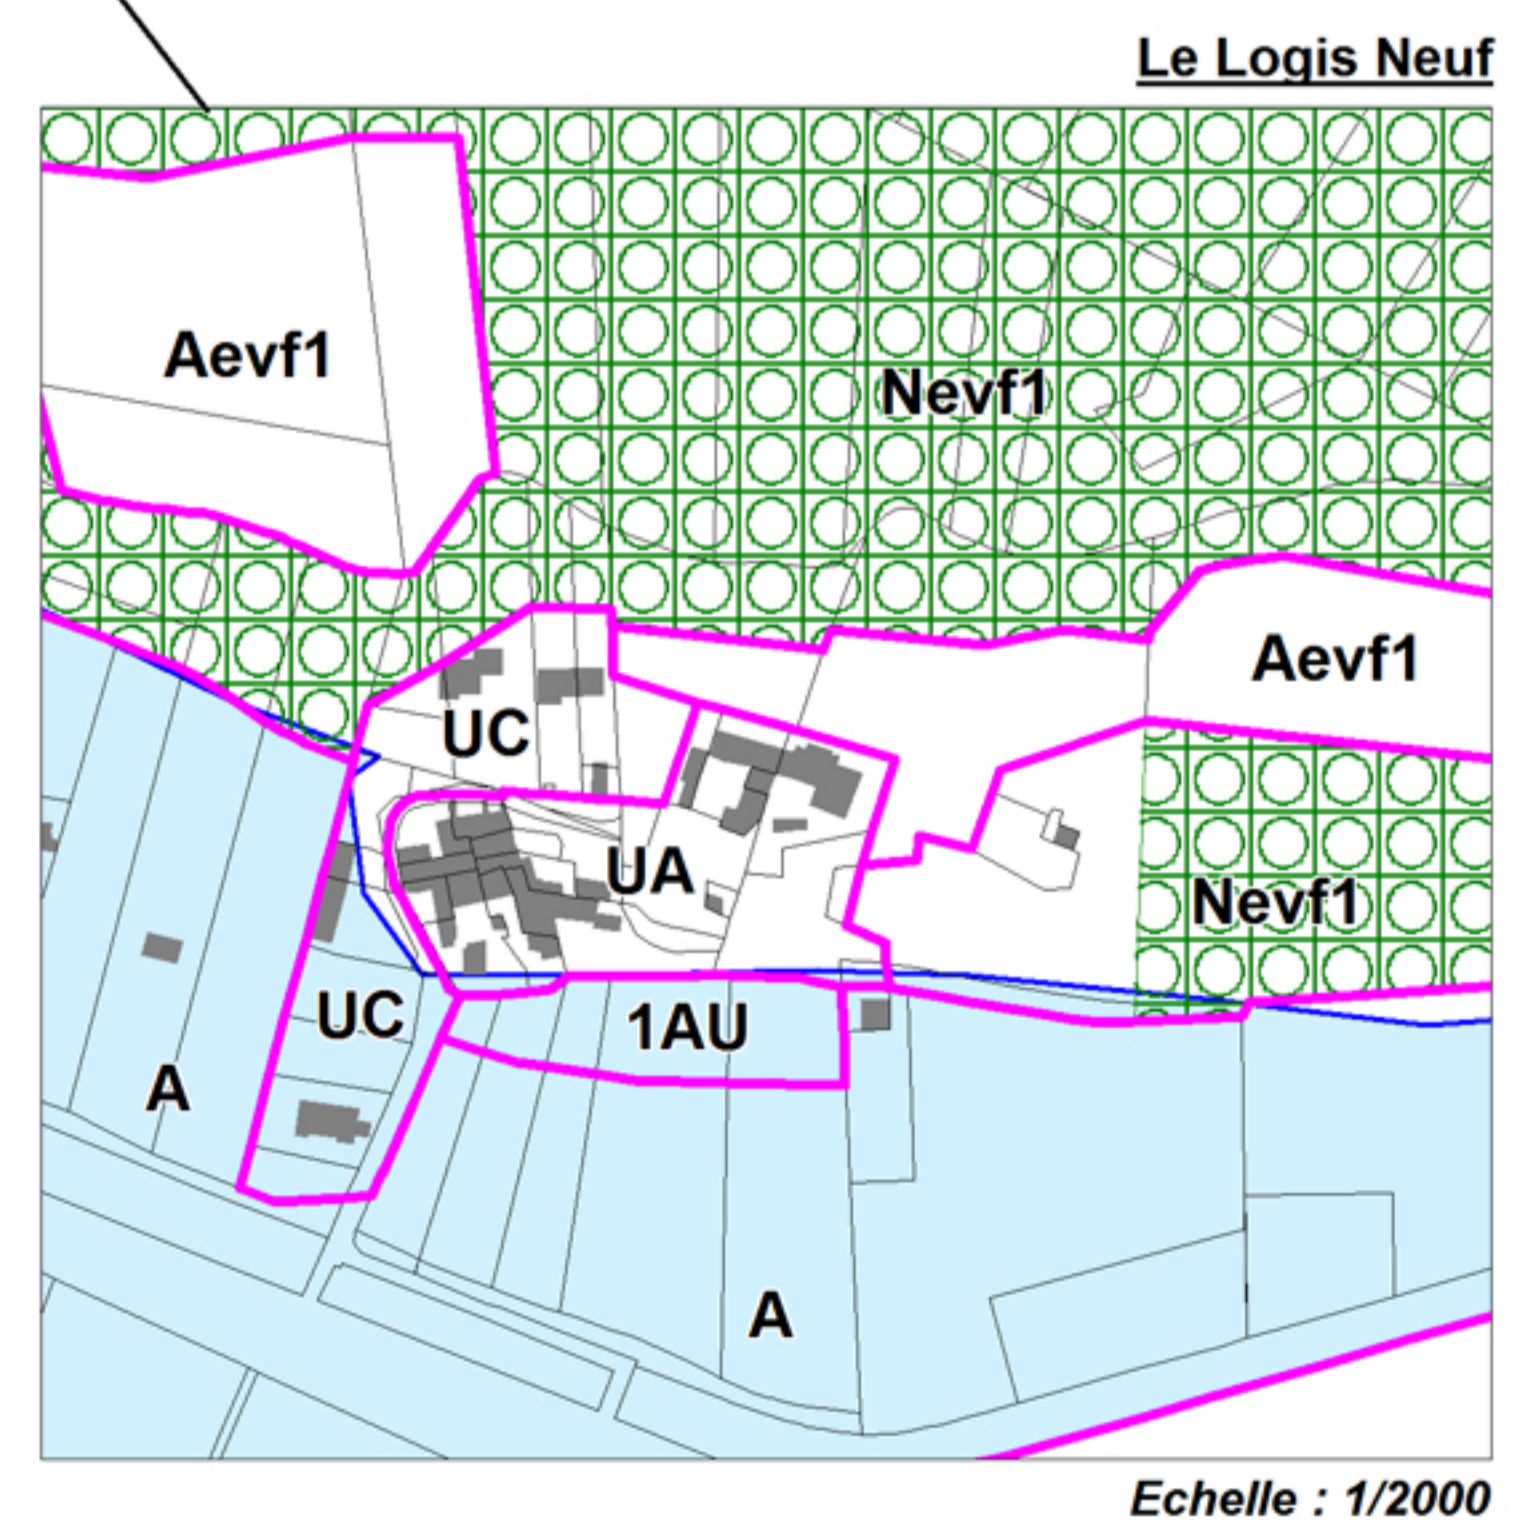 Le Logis Neuf
Aevf1
Nevf1
Aevf1
UC
UA
Nevf1
UC
1AU
A
A
Echelle : 1/2000